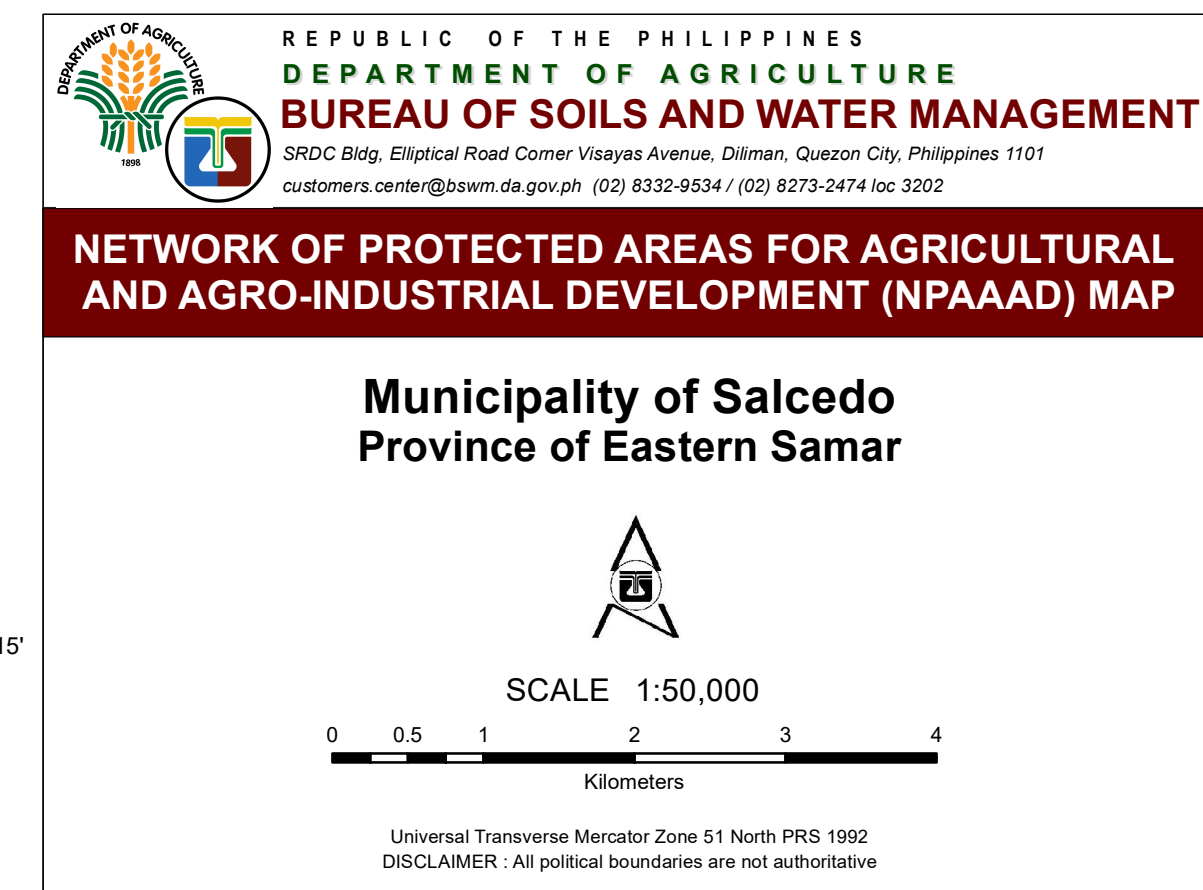 DEPARTMENT OF AGRICULTURE
1898
REPUBLIC OF THE PHILIPPINES
DEPARTMENT OF AGRICULTURE
BUREAU OF SOILS AND WATER MANAGEMENT
SRDC Bldg, Elliptical Road Corner Visayas Avenue, Diliman, Quezon City, Philippines 1101
customers.center@bswm.da.gov.ph (02) 8332-9534 / (02) 8273-2474 loc 3202
NETWORK OF PROTECTED AREAS FOR AGRICULTURAL
AND AGRO-INDUSTRIAL DEVELOPMENT (NPAAAD) MAP
Municipality of Salcedo
Province of Eastern Samar
15'
SCALE 1:50,000
0 0.5 1 2 3 4
Kilometers
Universal Transverse Mercator Zone 51 North PRS 1992
DISCLAIMER : All political boundaries are not authoritative